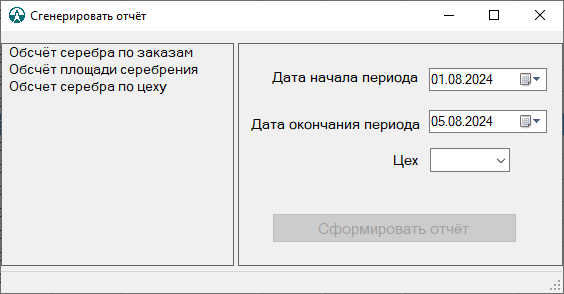 Сгенерировать отчёт
Обсчёт серебра по заказам
Обсчёт площади серебрения
Обсчет серебра по цеху
Дата начала периода 01.08.2024
Дата окончания периода 05.08.2024
Цех
Сформировать отчёт